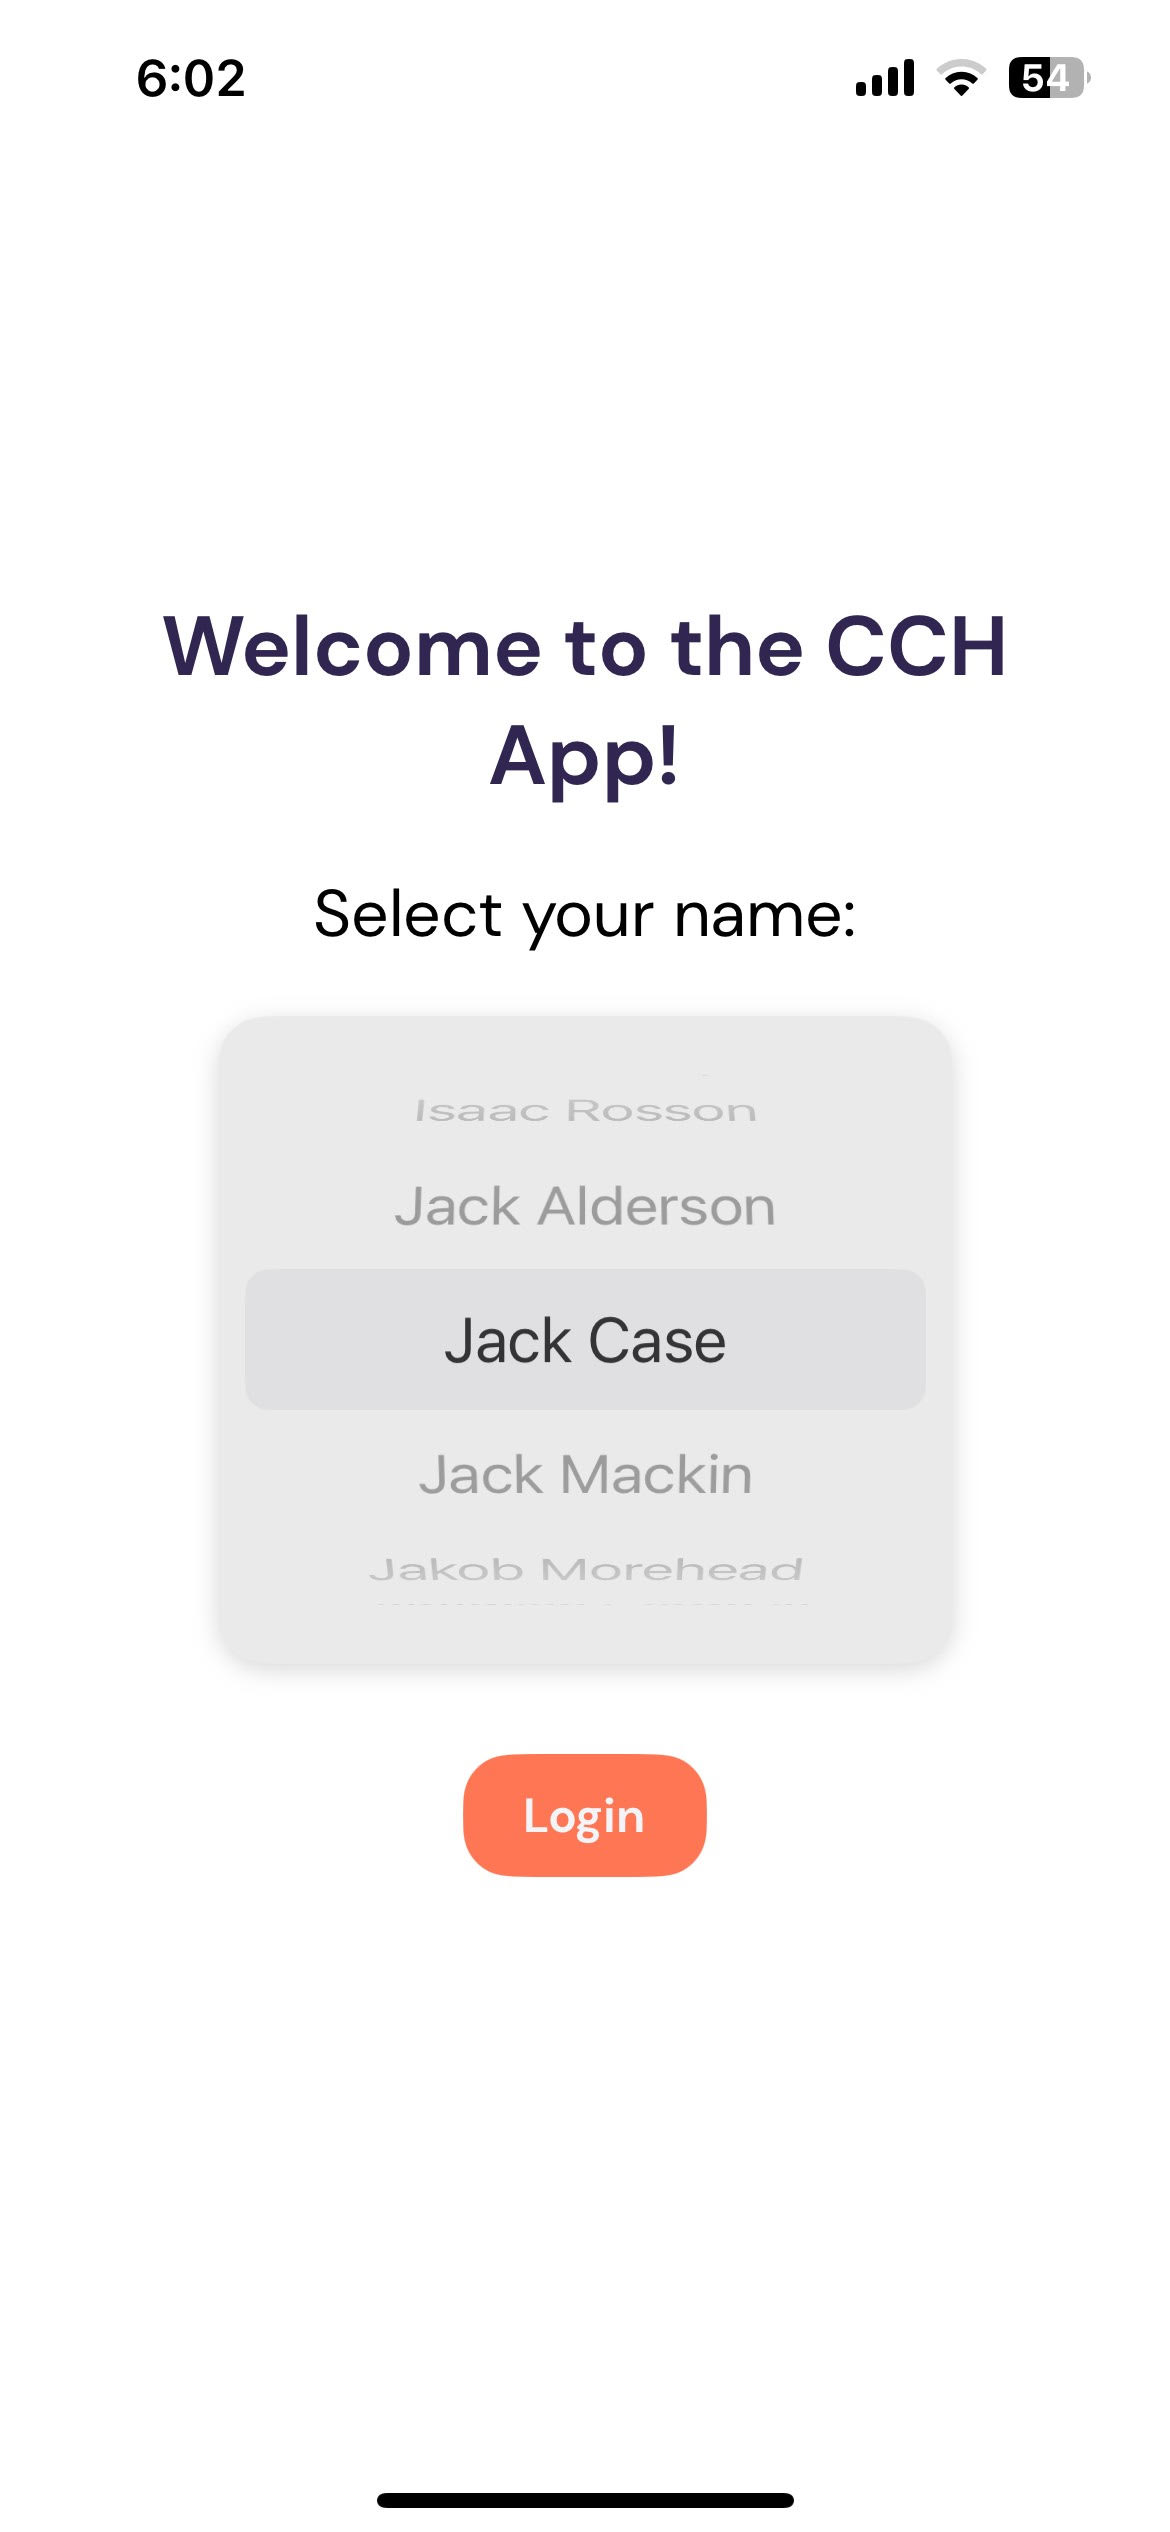 6:02
54
Welcome to the CCH
App!
Select your name:
Isaac Rosson
Jack Alderson
Jack Case
Jack Mackin
Jakob Morehead
Login